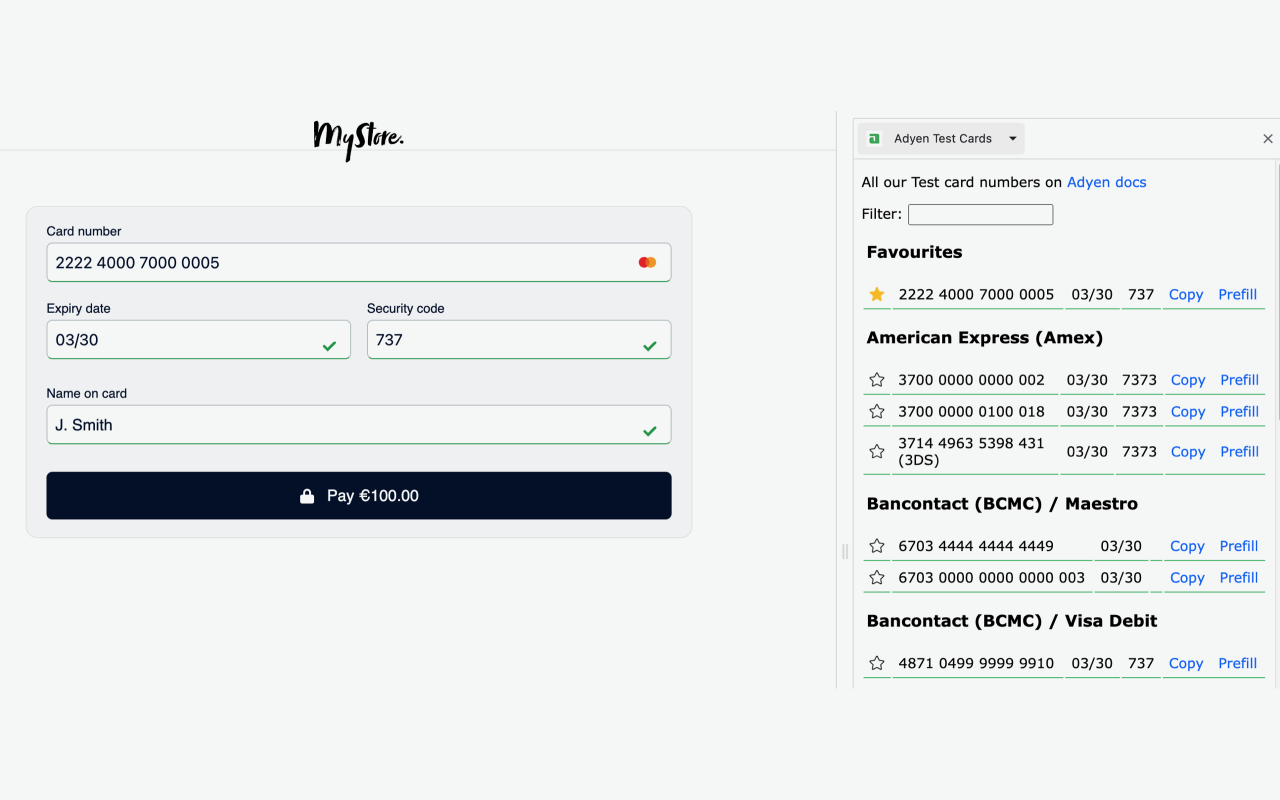 MyStore.
Card number
2222 4000 7000 0005
Expiry date
Security code
03/30
737
Name on card
J. Smith
Pay €100.00
Adyen Test Cards
All our Test card numbers on Adyen docs
Filter:
Favourites
2222 4000 7000 0005 03/30 737 Copy Prefill
American Express (Amex)
3700 0000 0000 002 03/30 7373 Copy Prefill
3700 0000 0100 018 03/30 7373 Copy Prefill
3714 4963 5398 431
(3DS) 03/30 7373 Copy Prefill
Bancontact (BCMC) / Maestro
6703 4444 4444 4449 03/30 Copy Prefill
6703 0000 0000 0000 003 03/30 Copy Prefill
Bancontact (BCMC) / Visa Debit
4871 0499 9999 9910 03/30 737 Copy Prefill